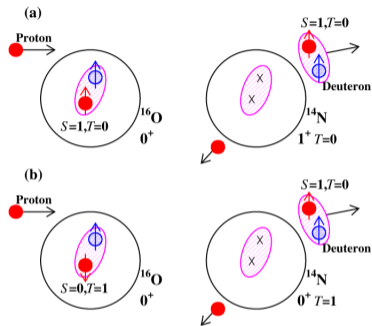 (a)
Proton
S=1,T=0
¹⁶O
0⁺
S=1,T=0
Deuteron
¹⁴N
1⁺ T=0
(b)
Proton
S=0,T=1
¹⁶O
0⁺
S=1,T=0
Deuteron
¹⁴N
0⁺ T=1